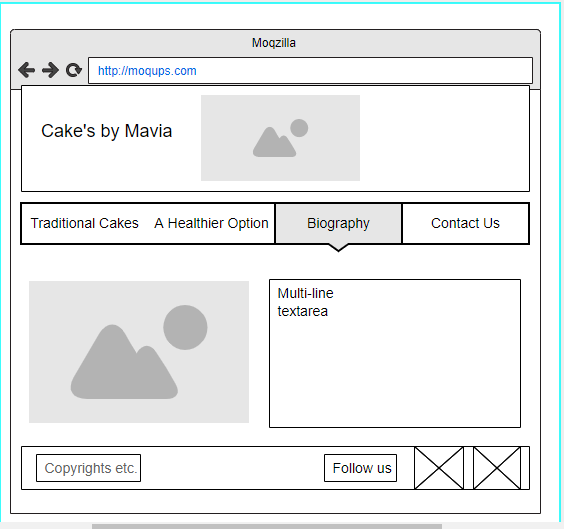 Moqzilla
http://moqups.com
Cake's by Mavia
Traditional Cakes
A Healthier Option
Biography
Contact Us
Multi-line
textarea
Copyrights etc.
Follow us